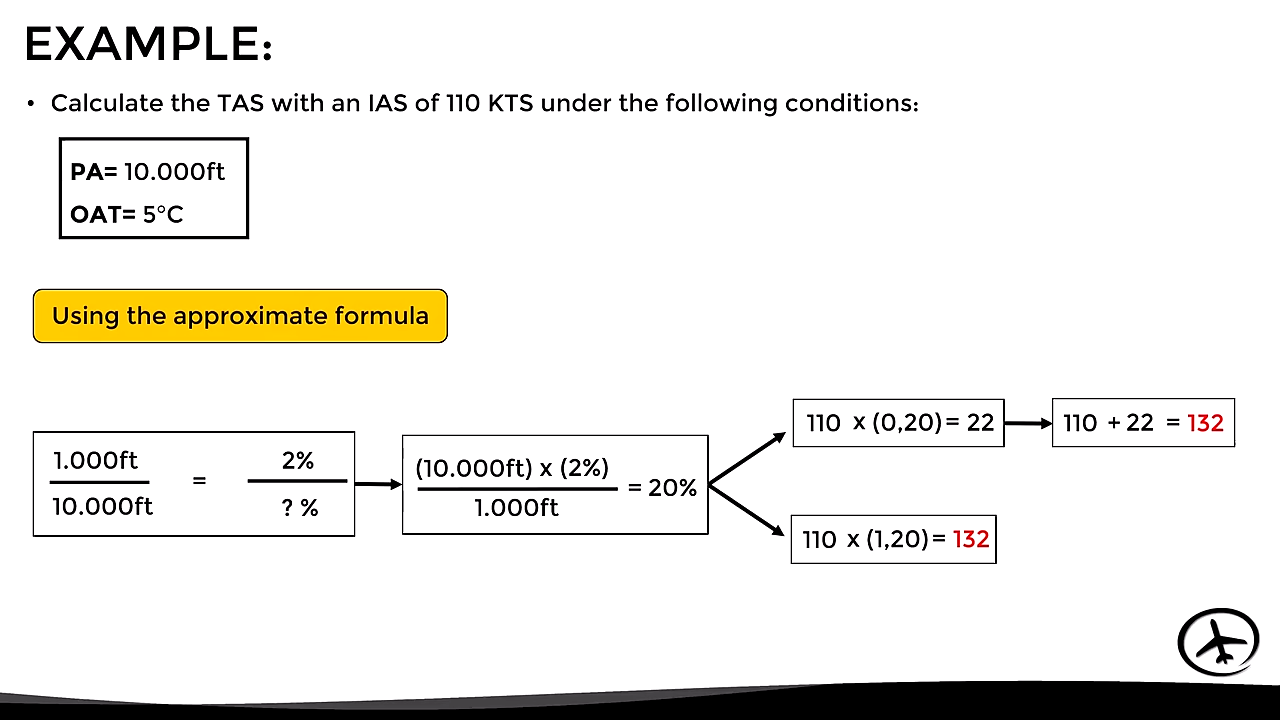 EXAMPLE:
• Calculate the TAS with an IAS of 110 KTS under the following conditions:
PA= 10.000ft
OAT= 5°C
Using the approximate formula
1.000ft
10.000ft
=
2%
? %
(10.000ft) x (2%)
1.000ft
= 20%
110 x (0,20) = 22
110 + 22 = 132
110 x (1,20) = 132